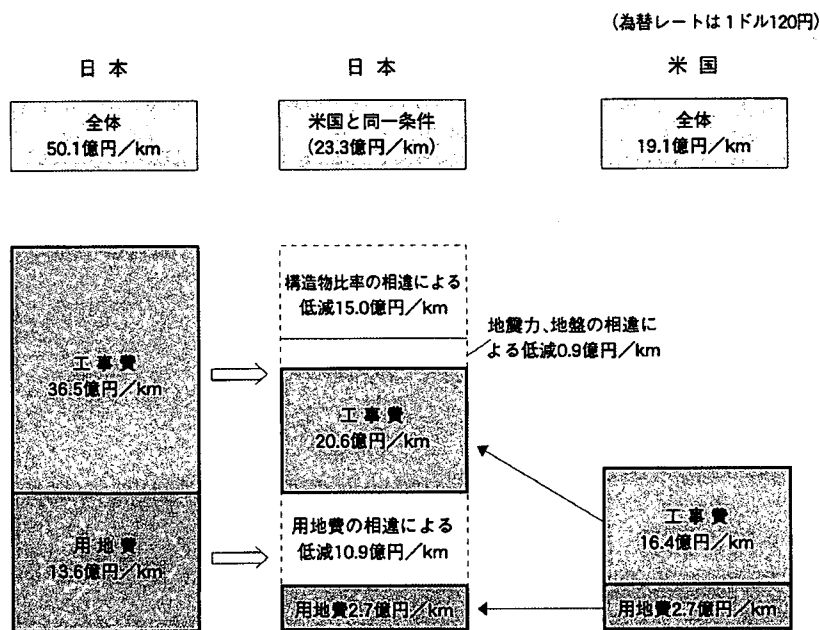 (為替レートは1ドル120円)
日本
日本
米国
全体
50.1億円/km
米国と同一条件
(23.3億円/km)
全体
19.1億円/km
構造物比率の相違による
低減15.0億円/km
地震力、地盤の相違に
よる低減0.9億円/km
工事費
36.5億円/km
工事費
20.6億円/km
用地費の相違による
低減10.9億円/km
工事費
16.4億円/km
用地費
13.6億円/km
用地費2.7億円/km
用地費2.7億円/km